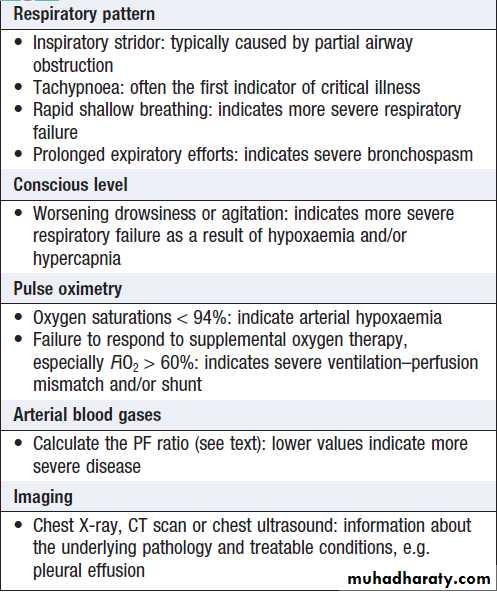 Respiratory pattern
• Inspiratory stridor: typically caused by partial airway
obstruction
• Tachypnoea: often the first indicator of critical illness
• Rapid shallow breathing: indicates more severe respiratory
failure
• Prolonged expiratory efforts: indicates severe bronchospasm
Conscious level
• Worsening drowsiness or agitation: indicates more severe
respiratory failure as a result of hypoxaemia and/or
hypercapnia
Pulse oximetry
• Oxygen saturations < 94%: indicate arterial hypoxaemia
• Failure to respond to supplemental oxygen therapy,
especially FiO2 > 60%: indicates severe ventilation–perfusion
mismatch and/or shunt
Arterial blood gases
• Calculate the PF ratio (see text): lower values indicate more
severe disease
Imaging
• Chest X-ray, CT scan or chest ultrasound: information about
the underlying pathology and treatable conditions, e.g.
pleural effusion
muhadharaty.com